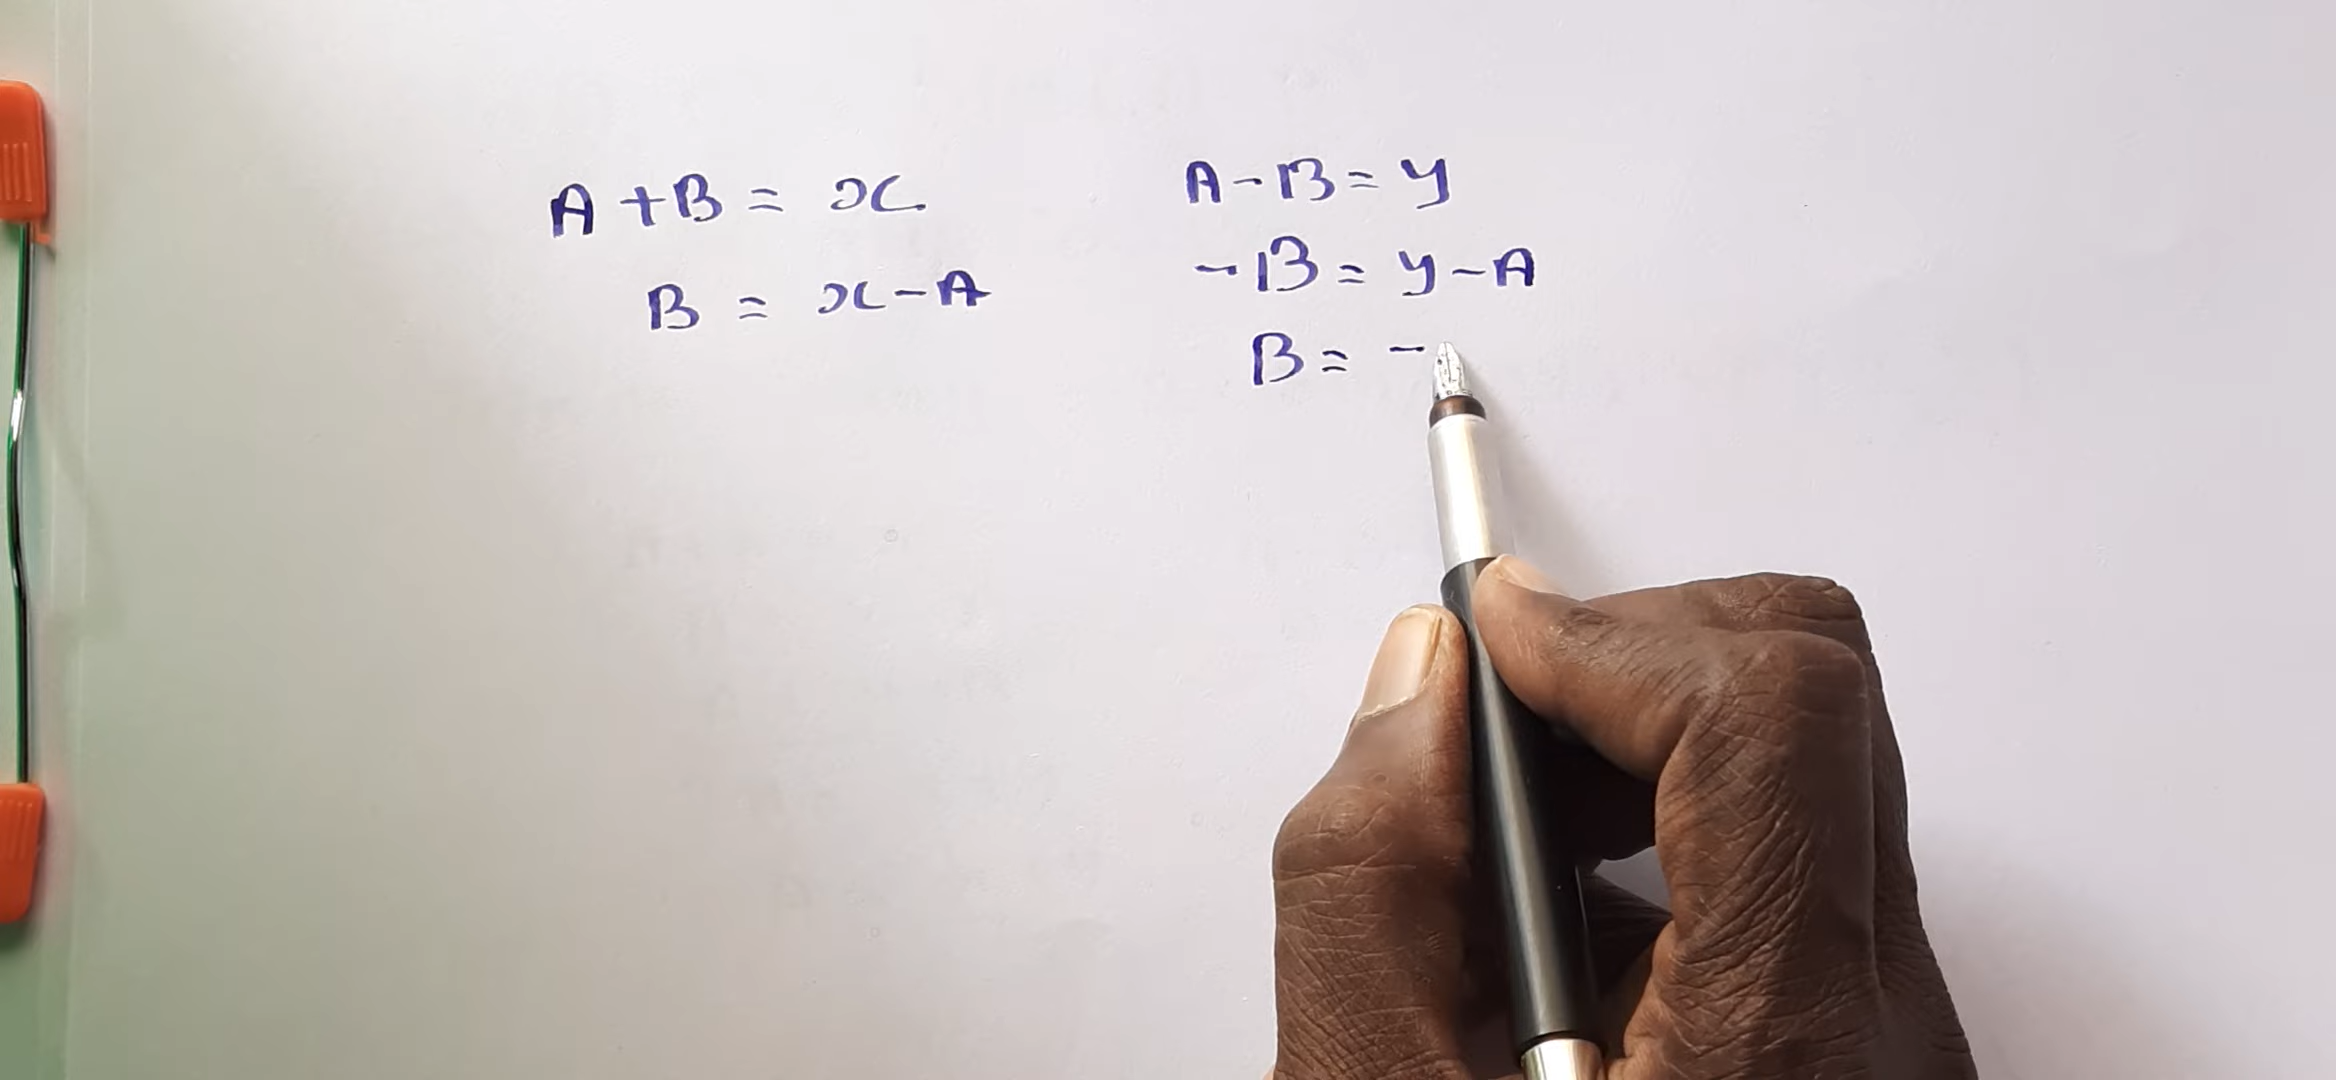 A + B = x
B = x - A
A - B = y
- B = y - A
B = -